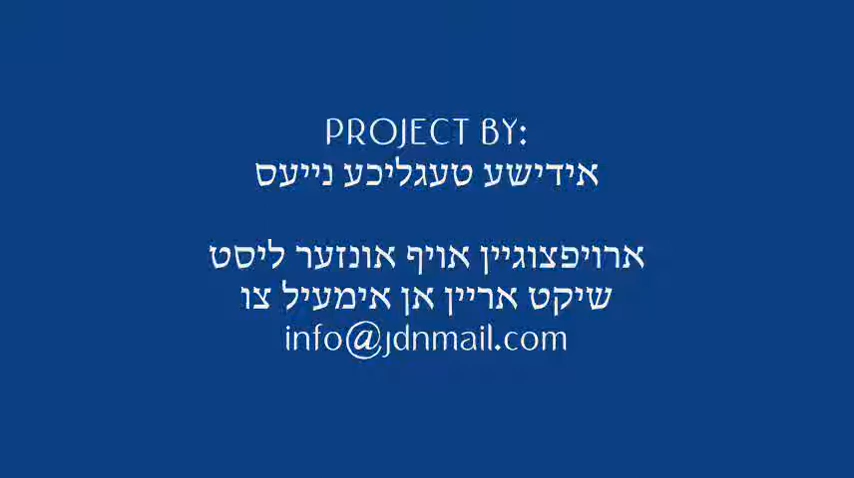 PROJECT BY:
אידישע טעגליכע נייעס
ארויפצוגיין אויף אונזער ליסט
שיקט אריין אן אימעיל צו
info@jdnmail.com